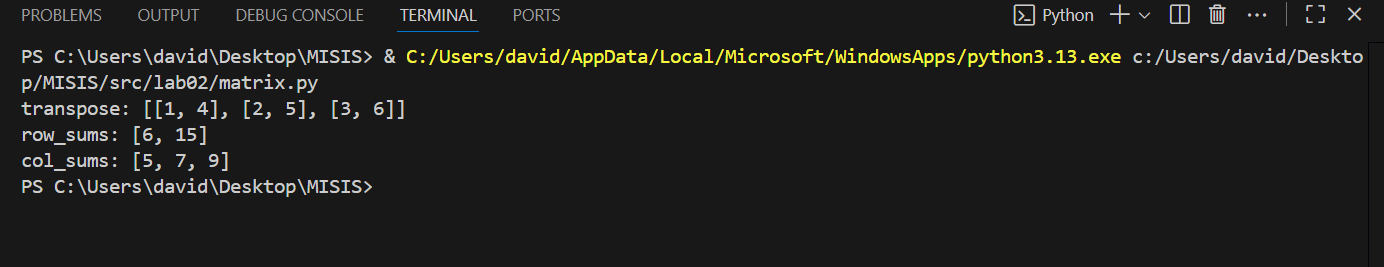 PROBLEMS OUTPUT DEBUG CONSOLE TERMINAL PORTS Python
PS C:\Users\david\Desktop\MISIS> & C:/Users/david/AppData/Local/Microsoft/WindowsApps/python3.13.exe c:/Users/david/Deskto
p/MISIS/src/lab02/matrix.py
transpose: [[1, 4], [2, 5], [3, 6]]
row_sums: [6, 15]
col_sums: [5, 7, 9]
PS C:\Users\david\Desktop\MISIS>